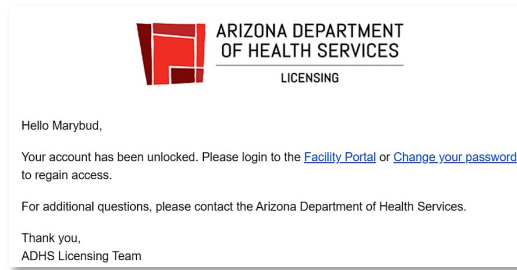 ARIZONA DEPARTMENT
OF HEALTH SERVICES
LICENSING
Hello Marybud,
Your account has been unlocked. Please login to the Facility Portal or Change your password
to regain access.
For additional questions, please contact the Arizona Department of Health Services.
Thank you,
ADHS Licensing Team